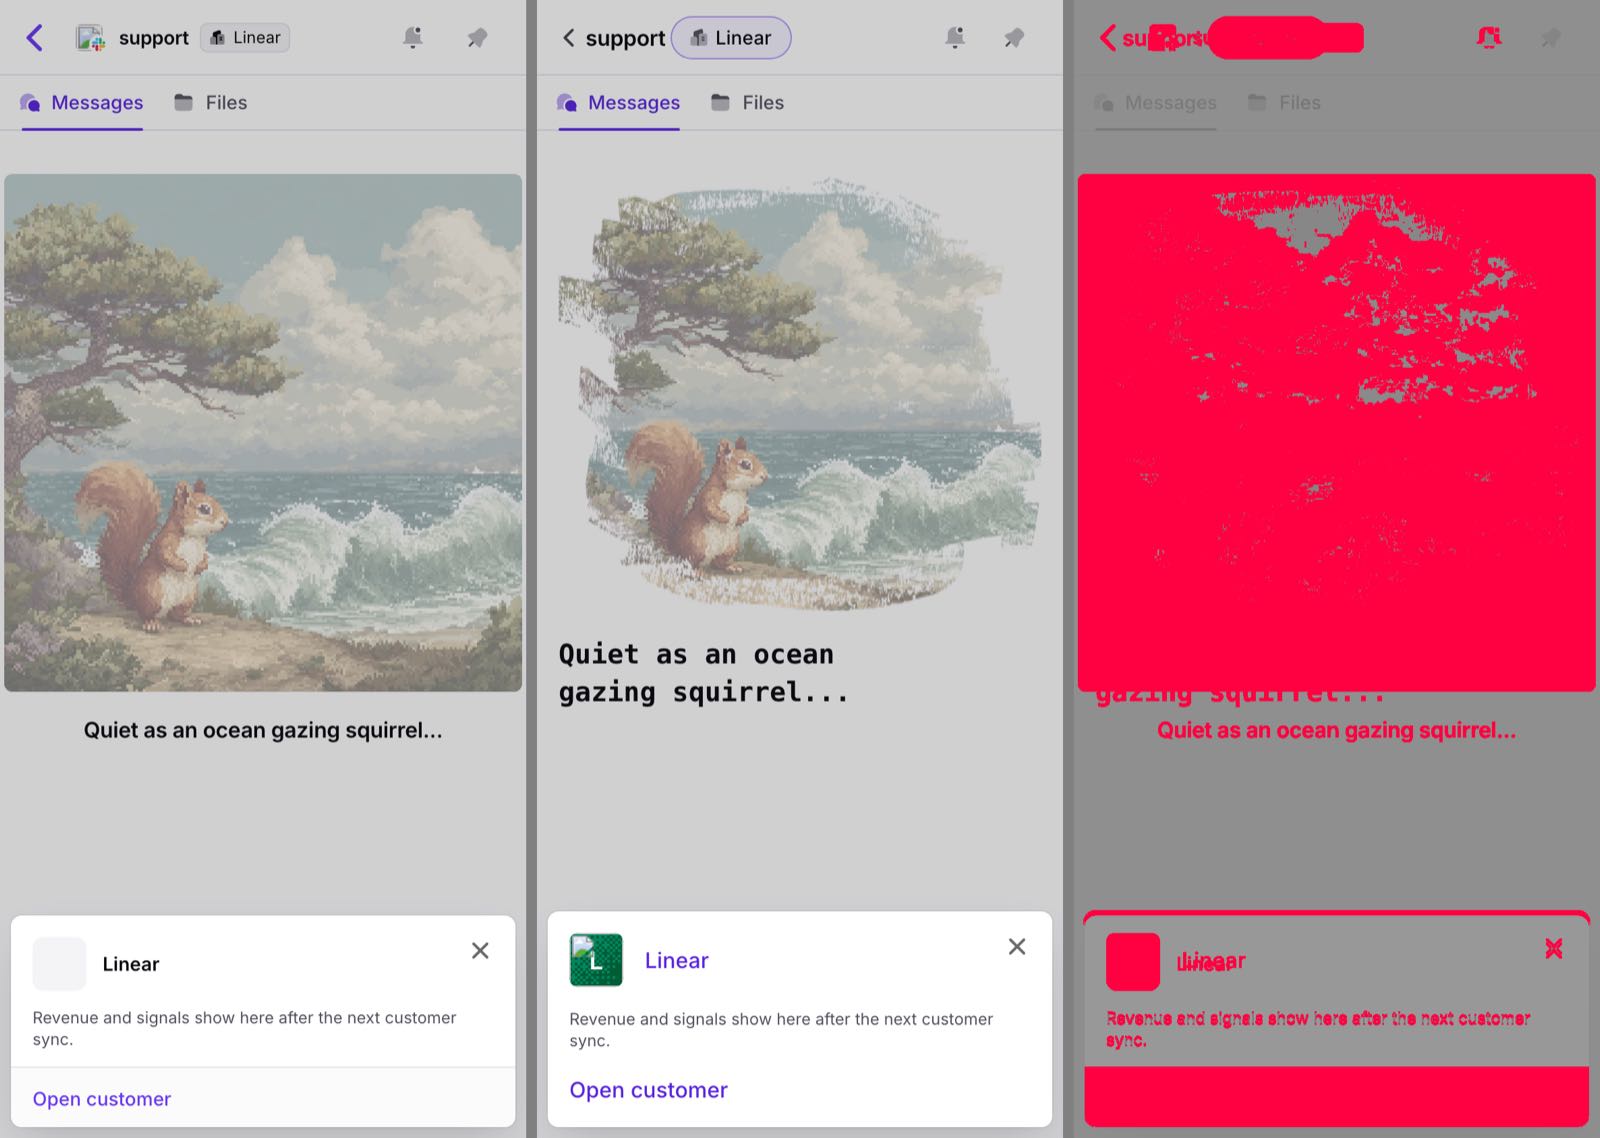 support Linear
Messages Files
Quiet as an ocean gazing squirrel...
Linear
Revenue and signals show here after the next customer
sync.
Open customer
support Linear
Messages Files
Quiet as an ocean
gazing squirrel...
L Linear
Revenue and signals show here after the next customer
sync.
Open customer
Messages Files
gazing squirrel...
Quiet as an ocean gazing squirrel...
Linear
Revenue and signals show here after the next customer
sync.